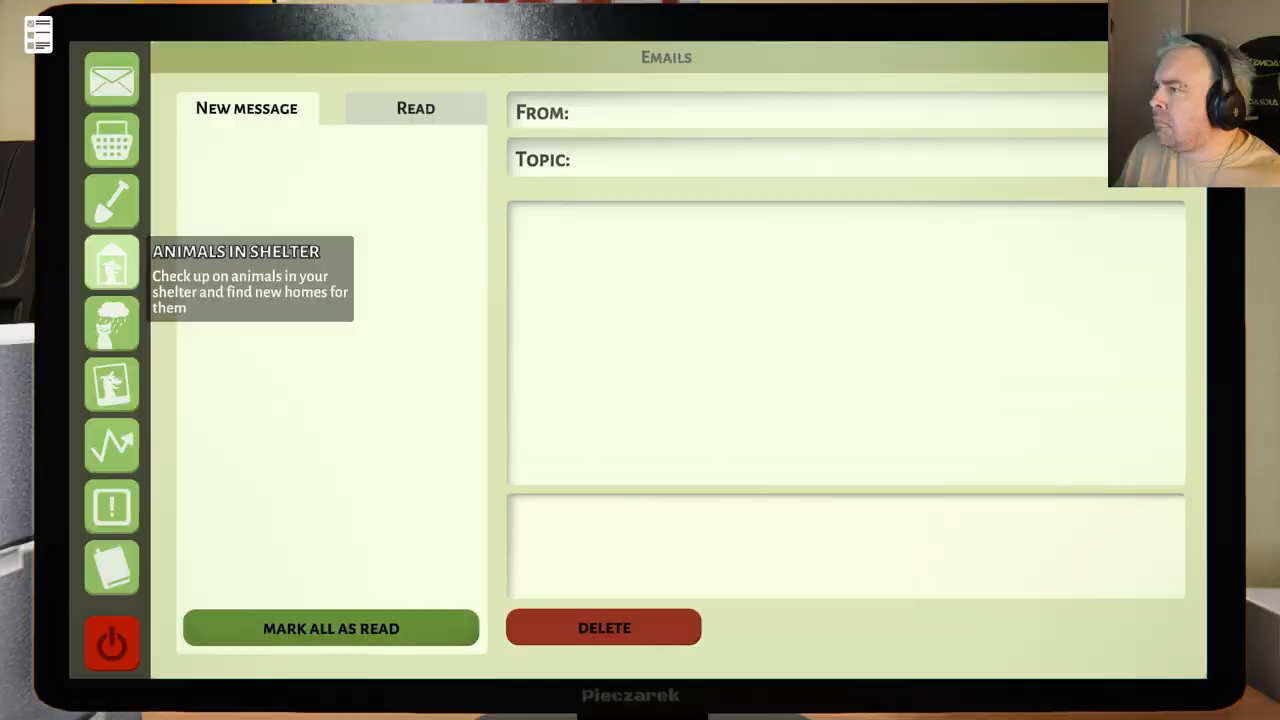 EMAILS
NEW MESSAGE
READ
FROM:
TOPIC:
ANIMALS IN SHELTER
Check up on animals in your
shelter and find new homes for
them
MARK ALL AS READ
DELETE
Pieczarek